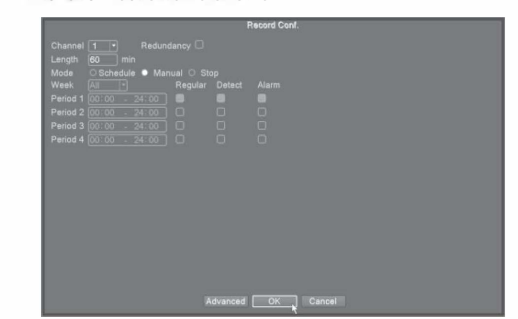 Record Conf.
Channel 1 Redundancy
Length 60 min
Mode Schedule Manual Stop
Week All Regular Detect Alarm
Period 1 00:00 - 24:00
Period 2 00:00 - 24:00
Period 3 00:00 - 24:00
Period 4 00:00 - 24:00
Advanced OK Cancel